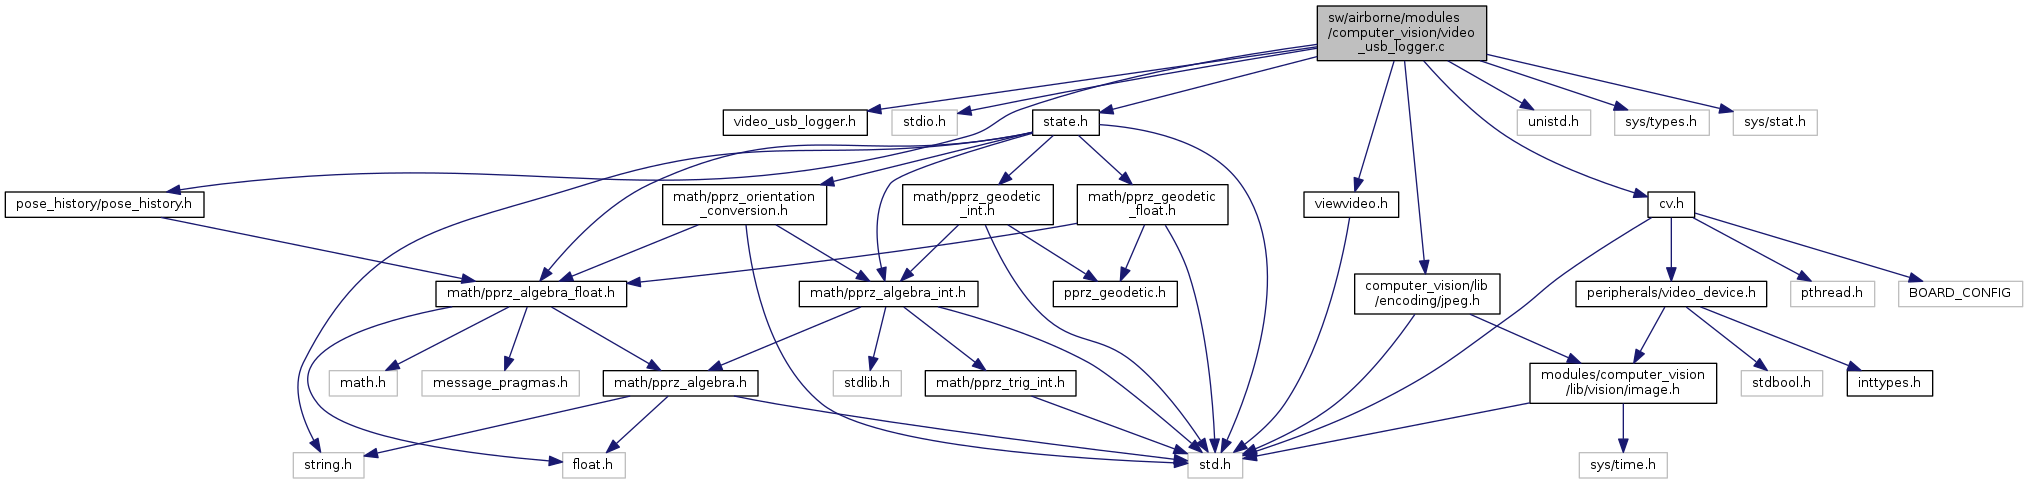 sw/airborne/modules
/computer_vision/video
_usb_logger.c
video_usb_logger.h
stdio.h
state.h
unistd.h
sys/types.h
sys/stat.h
pose_history/pose_history.h
math/pprz_orientation
_conversion.h
math/pprz_geodetic
_int.h
math/pprz_geodetic
_float.h
viewvideo.h
cv.h
math/pprz_algebra_float.h
math/pprz_algebra_int.h
pprz_geodetic.h
computer_vision/lib
/encoding/jpeg.h
peripherals/video_device.h
pthread.h
BOARD_CONFIG
math.h
message_pragmas.h
math/pprz_algebra.h
stdlib.h
math/pprz_trig_int.h
modules/computer_vision
/lib/vision/image.h
stdbool.h
inttypes.h
string.h
float.h
std.h
sys/time.h